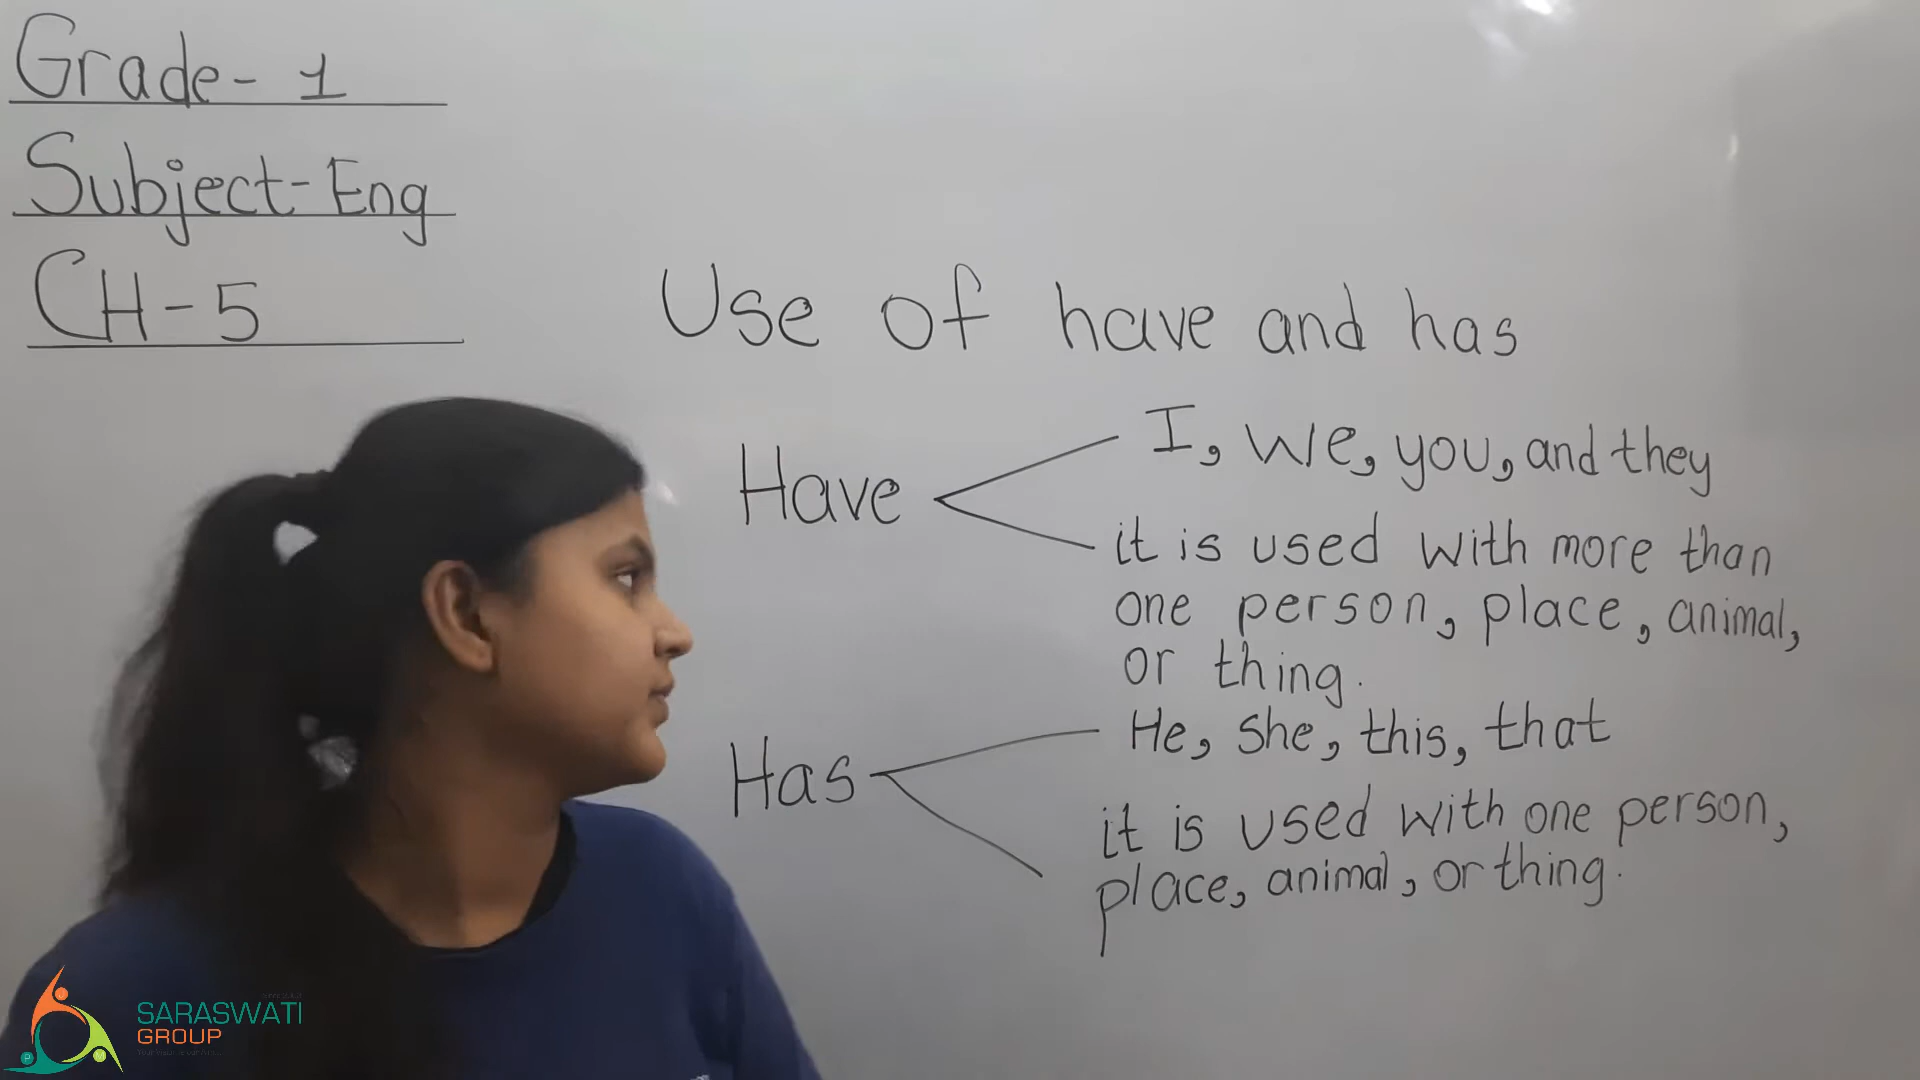 Grade- 1
Subject-Eng
CH-5
Use of have and has
Have
I, we, you, and they
it is used with more than
one person, place, animal,
or thing.
Has
He, she, this, that
it is used with one person,
place, animal, or thing.
SARASWATI
GROUP